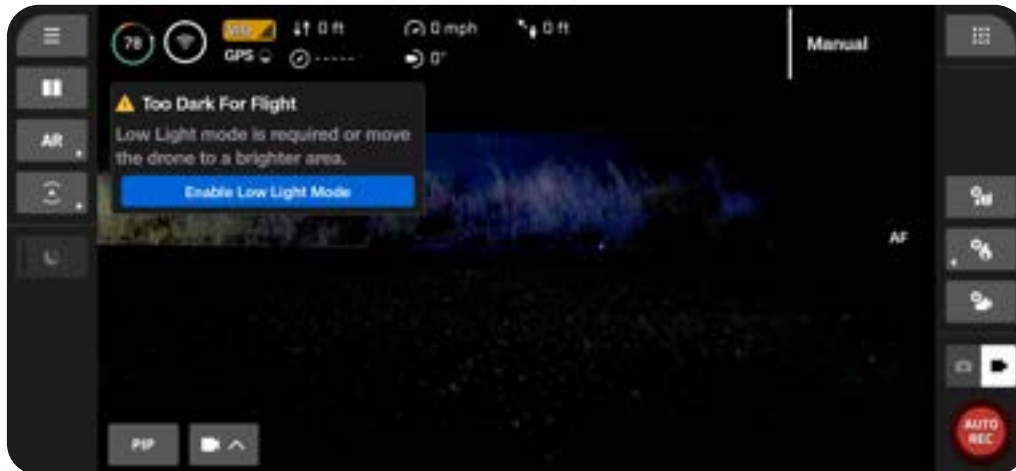 78
VIO
0 ft
0 mph
0 ft
Manual
GPS
-----
0°
Too Dark For Flight
Low Light mode is required or move
the drone to a brighter area.
Enable Low Light Mode
AR
AF
PIP
AUTO
REC